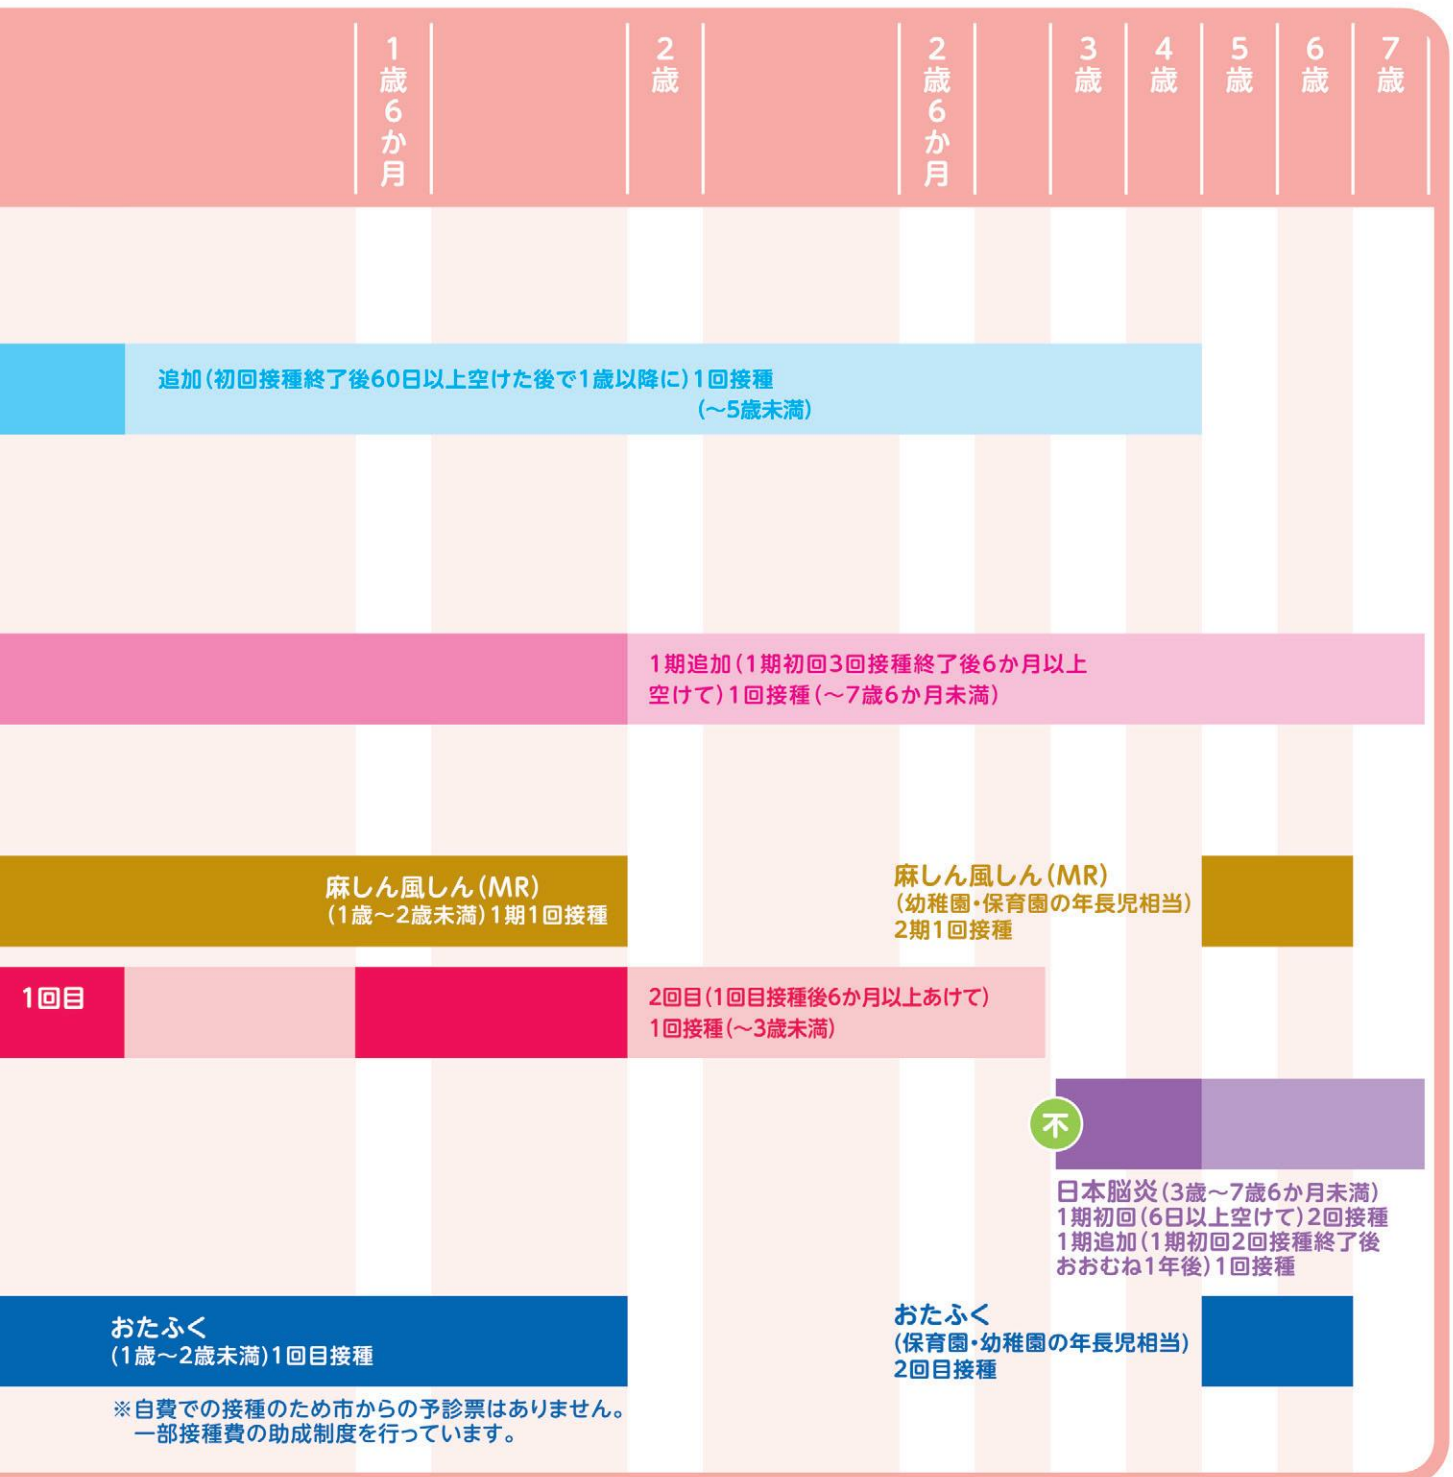 1歳6か月
2歳
2歳6か月
3歳
4歳
5歳
6歳
7歳
追加(初回接種終了後60日以上空けた後で1歳以降に)1回接種
(～5歳未満)
1期追加(1期初回3回接種終了後6か月以上
空けて)1回接種(～7歳6か月未満)
麻しん風しん(MR)
(1歳～2歳未満)1期1回接種
麻しん風しん(MR)
(幼稚園・保育園の年長児相当)
2期1回接種
1回目
2回目(1回目接種後6か月以上あけて)
1回接種(～3歳未満)
不
日本脳炎(3歳～7歳6か月未満)
1期初回(6日以上空けて)2回接種
1期追加(1期初回2回接種終了後
おおむね1年後)1回接種
おたふく
(1歳～2歳未満)1回目接種
おたふく
(保育園・幼稚園の年長児相当)
2回目接種
※自費での接種のため市からの予診票はありません。
一部接種費の助成制度を行っています。